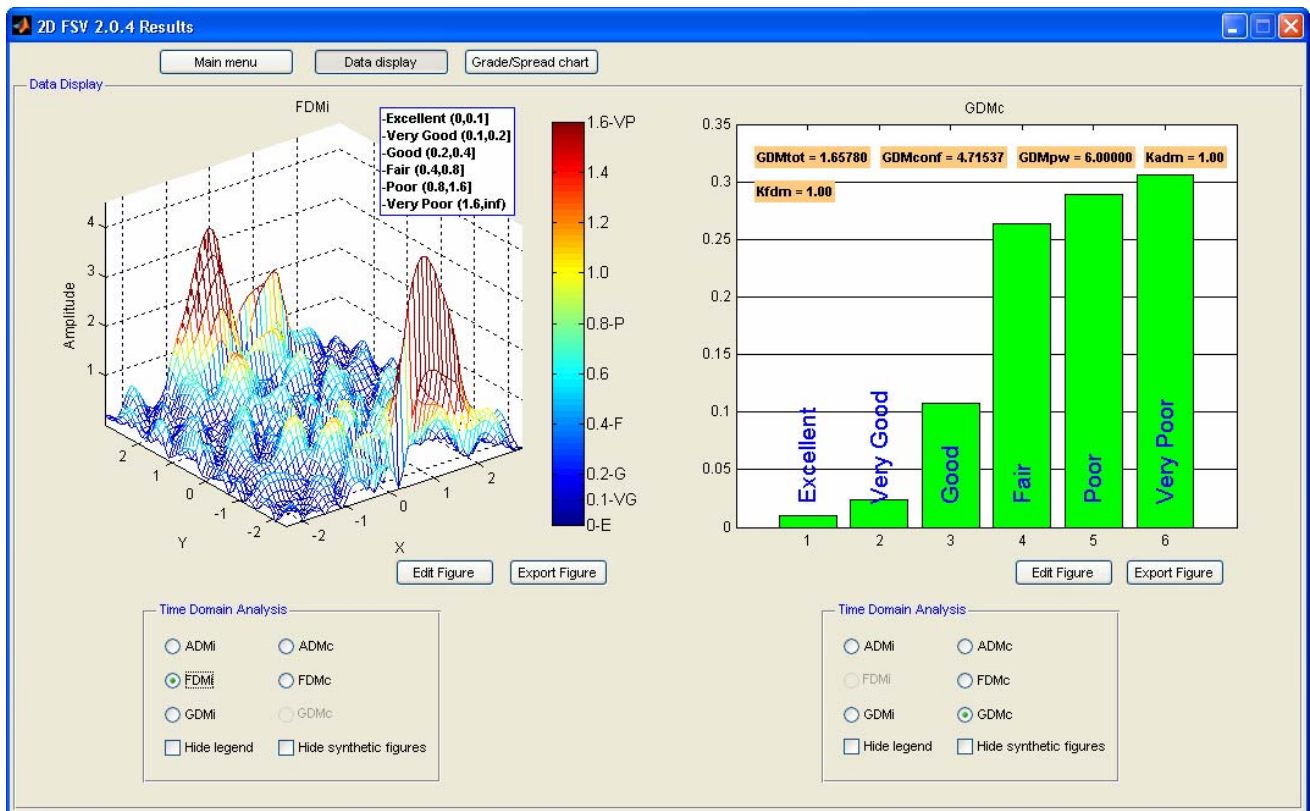 2D FSV 2.0.4 Results
Main menu
Data display
Grade/Spread chart
Data Display
FDMi
-Excellent (0,0.1]
-Very Good (0.1,0.2]
-Good (0.2,0.4]
-Fair (0.4,0.8]
-Poor (0.8,1.6]
-Very Poor (1.6,inf)
4
3
2
1
Amplitude
2
1
0
-1
-2
Y
-2
-1
0
1
2
X
1.6-VP
1.4
1.2
1.0
0.8-P
0.6
0.4-F
0.2-G
0.1-VG
0-E
Edit Figure
Export Figure
Time Domain Analysis
ADMi
ADMc
FDMi
FDMc
GDMi
GDMc
Hide legend
Hide synthetic figures
GDMc
0.35
0.3
0.25
0.2
0.15
0.1
0.05
0
GDMtot = 1.65780
GDMconf = 4.71537
GDMpw = 6.00000
Kadm = 1.00
Kfdm = 1.00
Excellent
Very Good
Good
Fair
Poor
Very Poor
1
2
3
4
5
6
Edit Figure
Export Figure
Time Domain Analysis
ADMi
ADMc
FDMi
FDMc
GDMi
GDMc
Hide legend
Hide synthetic figures